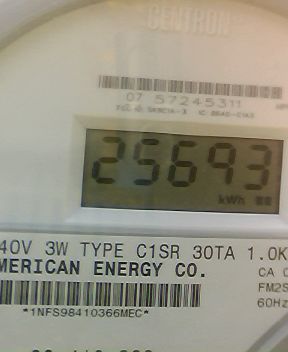 CENTRON
07 57245311
25693
kWh
40V 3W TYPE C1SR 30TA 1.0K
MERICAN ENERGY CO.
CA
FM2S
60Hz
*1NFS98410366MEC*